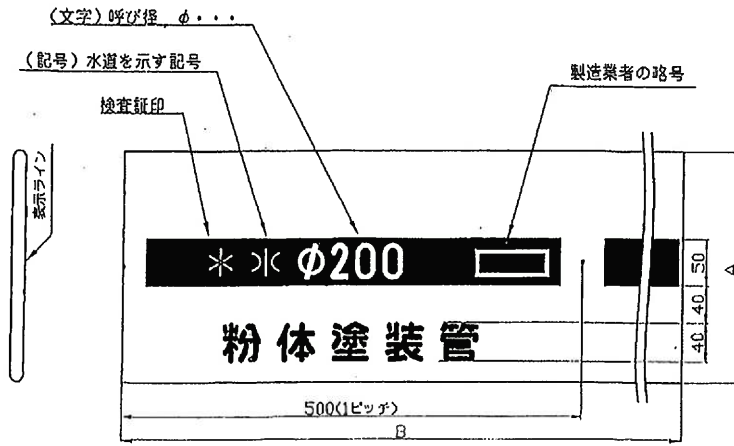 (文字)呼び径 φ・・・
(記号)水道を示す記号
製造業者の略号
検査証印
表示ライン
水 φ200
粉体塗装管
50
40
40
A
500(1ピッチ)
B